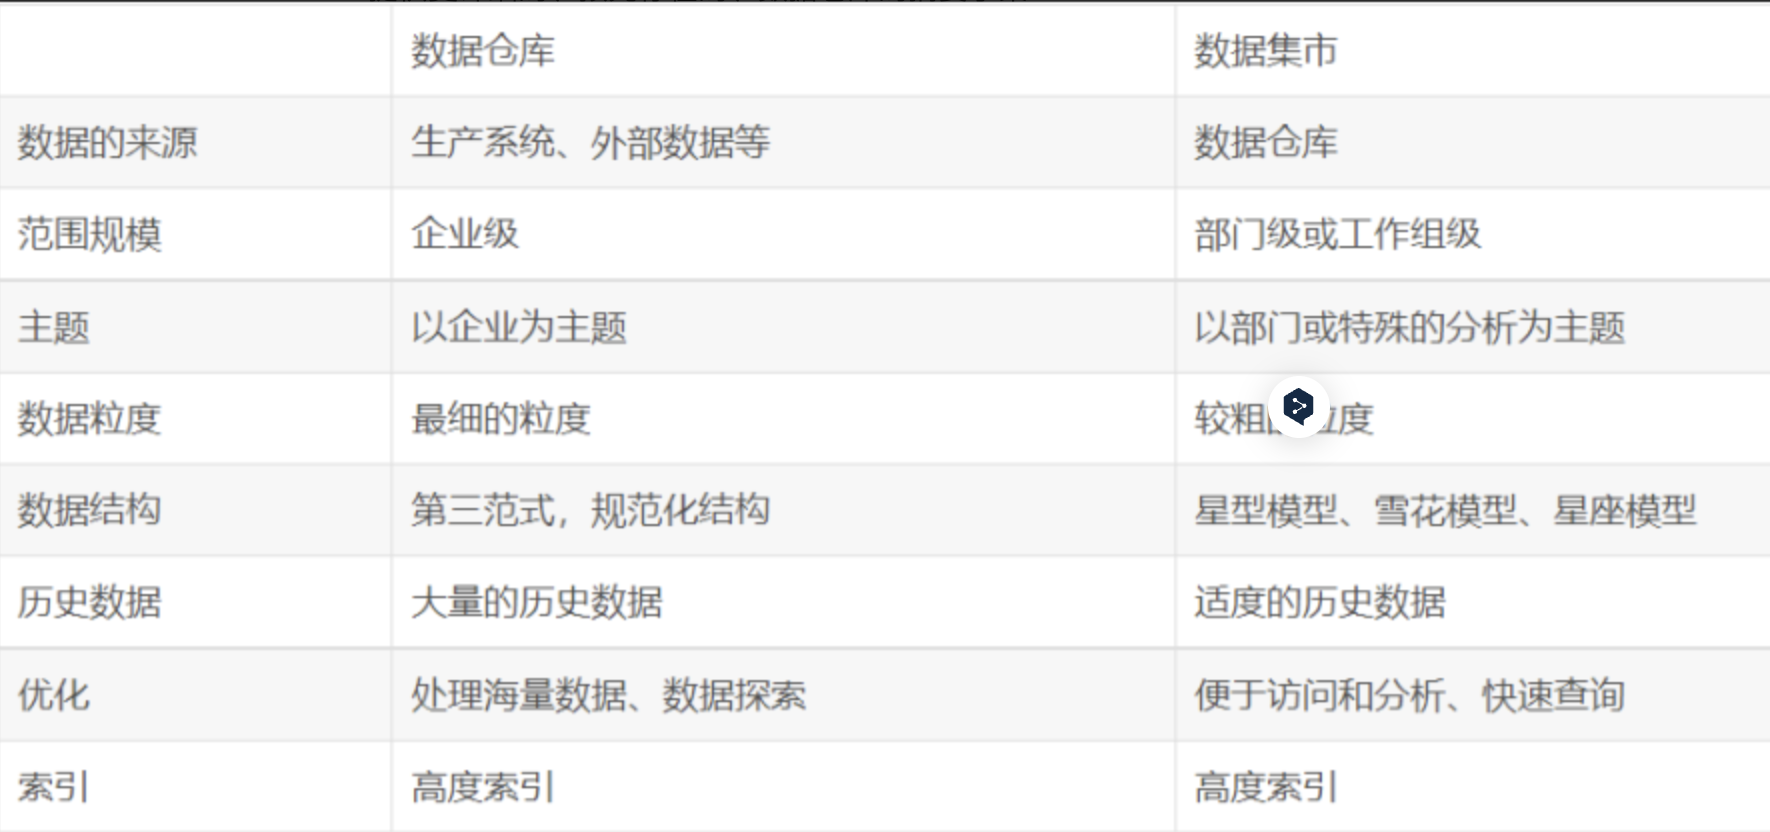 数据仓库 数据集市
数据的来源 生产系统、外部数据等 数据仓库
范围规模 企业级 部门级或工作组级
主题 以企业为主题 以部门或特殊的分析为主题
数据粒度 最细的粒度 较粗 度
数据结构 第三范式，规范化结构 星型模型、雪花模型、星座模型
历史数据 大量的历史数据 适度的历史数据
优化 处理海量数据、数据探索 便于访问和分析、快速查询
索引 高度索引 高度索引